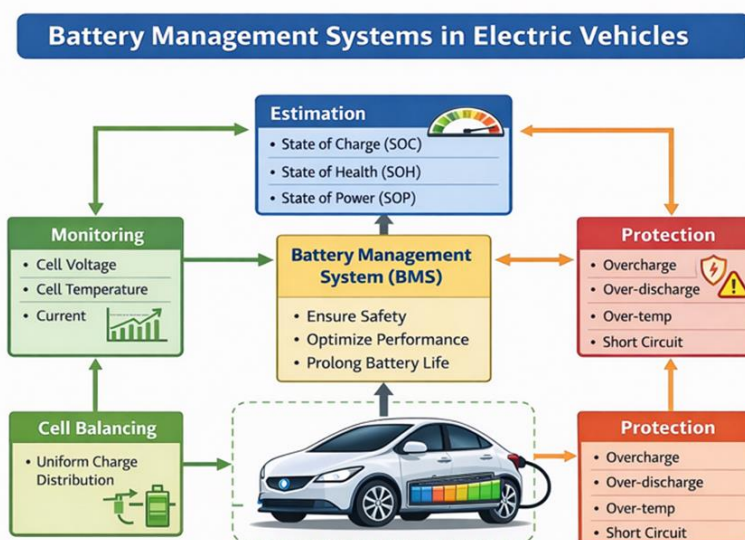 Battery Management Systems in Electric Vehicles
Estimation
• State of Charge (SOC)
• State of Health (SOH)
• State of Power (SOP)
Monitoring
• Cell Voltage
• Cell Temperature
• Current
Battery Management
System (BMS)
• Ensure Safety
• Optimize Performance
• Prolong Battery Life
Protection
• Overcharge
• Over-discharge
• Over-temp
• Short Circuit
Cell Balancing
• Uniform Charge
Distribution
Protection
• Overcharge
• Over-discharge
• Over-temp
• Short Circuit